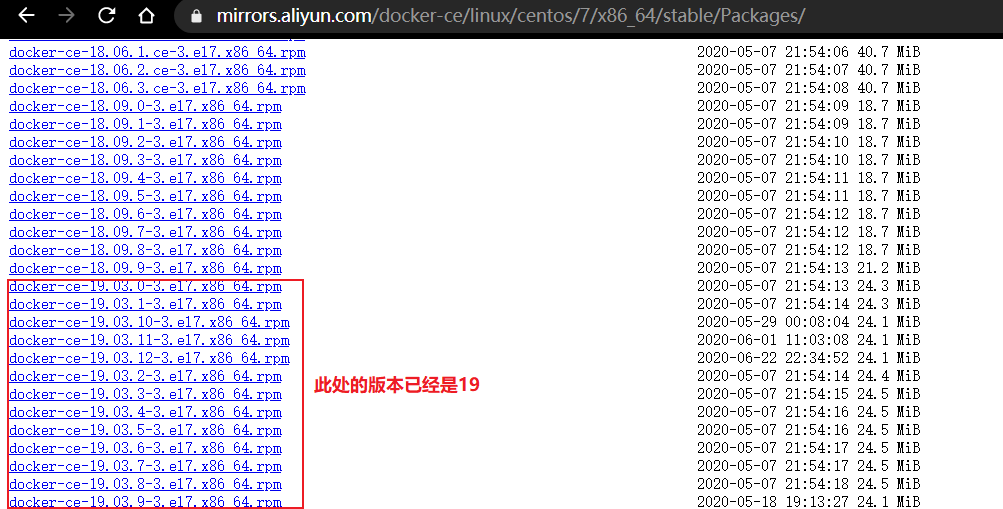 mirrors.aliyun.com/docker-ce/linux/centos/7/x86_64/stable/Packages/
docker-ce-18.06.1.ce-3.el7.x86_64.rpm 2020-05-07 21:54:06 40.7 MiB
docker-ce-18.06.2.ce-3.el7.x86_64.rpm 2020-05-07 21:54:07 40.7 MiB
docker-ce-18.06.3.ce-3.el7.x86_64.rpm 2020-05-07 21:54:08 40.7 MiB
docker-ce-18.09.0-3.el7.x86_64.rpm 2020-05-07 21:54:09 18.7 MiB
docker-ce-18.09.1-3.el7.x86_64.rpm 2020-05-07 21:54:09 18.7 MiB
docker-ce-18.09.2-3.el7.x86_64.rpm 2020-05-07 21:54:10 18.7 MiB
docker-ce-18.09.3-3.el7.x86_64.rpm 2020-05-07 21:54:10 18.7 MiB
docker-ce-18.09.4-3.el7.x86_64.rpm 2020-05-07 21:54:11 18.7 MiB
docker-ce-18.09.5-3.el7.x86_64.rpm 2020-05-07 21:54:11 18.7 MiB
docker-ce-18.09.6-3.el7.x86_64.rpm 2020-05-07 21:54:12 18.7 MiB
docker-ce-18.09.7-3.el7.x86_64.rpm 2020-05-07 21:54:12 18.7 MiB
docker-ce-18.09.8-3.el7.x86_64.rpm 2020-05-07 21:54:12 18.7 MiB
docker-ce-18.09.9-3.el7.x86_64.rpm 2020-05-07 21:54:13 21.2 MiB
docker-ce-19.03.0-3.el7.x86_64.rpm 2020-05-07 21:54:13 24.3 MiB
docker-ce-19.03.1-3.el7.x86_64.rpm 2020-05-07 21:54:14 24.3 MiB
docker-ce-19.03.10-3.el7.x86_64.rpm 2020-05-29 00:08:04 24.1 MiB
docker-ce-19.03.11-3.el7.x86_64.rpm 2020-06-01 11:03:08 24.1 MiB
docker-ce-19.03.12-3.el7.x86_64.rpm 2020-06-22 22:34:52 24.1 MiB
docker-ce-19.03.2-3.el7.x86_64.rpm 2020-05-07 21:54:14 24.4 MiB
此处的版本已经是19
docker-ce-19.03.3-3.el7.x86_64.rpm 2020-05-07 21:54:15 24.5 MiB
docker-ce-19.03.4-3.el7.x86_64.rpm 2020-05-07 21:54:16 24.5 MiB
docker-ce-19.03.5-3.el7.x86_64.rpm 2020-05-07 21:54:16 24.5 MiB
docker-ce-19.03.6-3.el7.x86_64.rpm 2020-05-07 21:54:17 24.5 MiB
docker-ce-19.03.7-3.el7.x86_64.rpm 2020-05-07 21:54:17 24.5 MiB
docker-ce-19.03.8-3.el7.x86_64.rpm 2020-05-07 21:54:18 24.5 MiB
docker-ce-19.03.9-3.el7.x86_64.rpm 2020-05-18 19:13:27 24.1 MiB